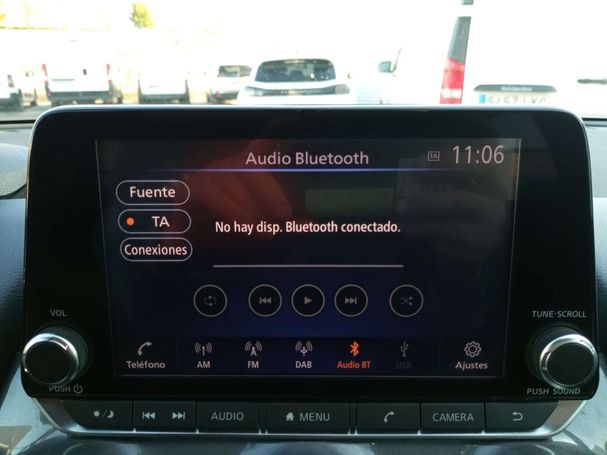 Audio Bluetooth
TA
11:06
Fuente
TA
No hay disp. Bluetooth conectado.
Conexiones
VOL
TUNE·SCROLL
Teléfono
AM
FM
DAB
Audio BT
USB
Ajustes
PUSH
PUSH SOUND
AUDIO
MENU
CAMERA